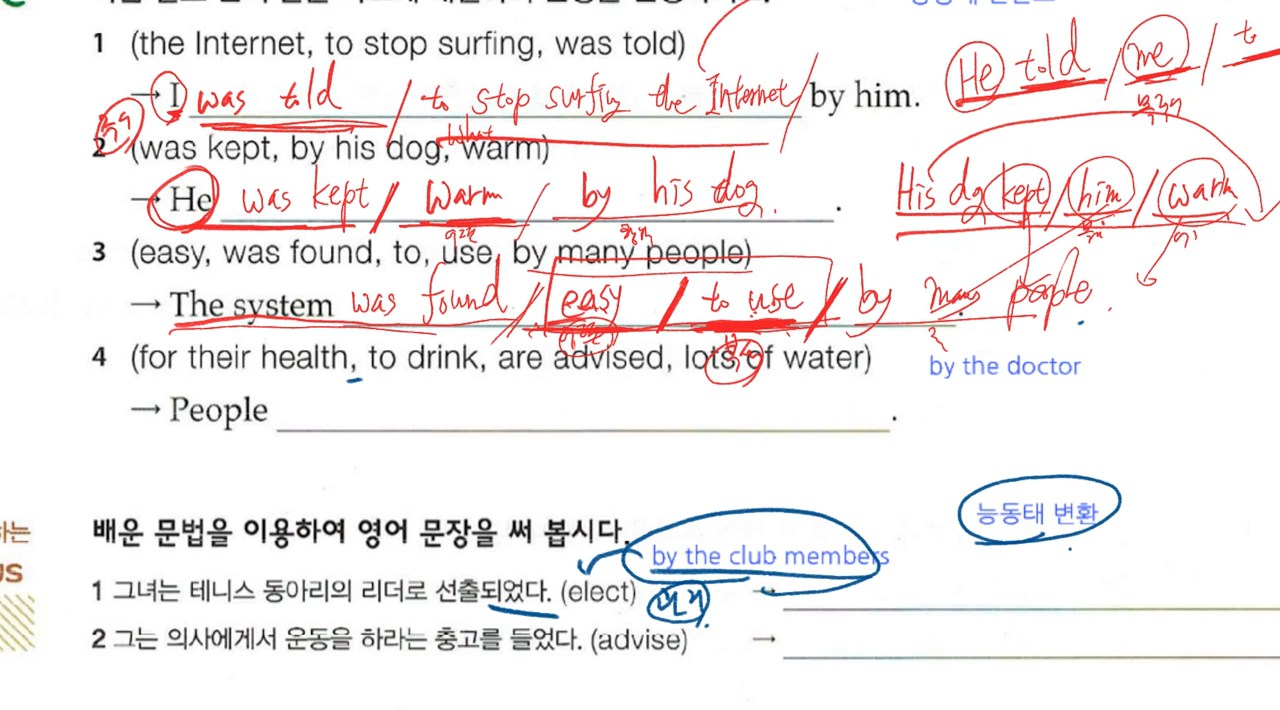 1 (the Internet, to stop surfing, was told)
→ I was told / to stop surfing the Internet / by him.
He told / me / to
2 (was kept, by his dog, warm)
What
→ He was kept / warm / by his dog.
His dog kept / him / warm
3 (easy, was found, to, use, by many people)
→ The system was found / easy / to use / by many people.
4 (for their health, to drink, are advised, lots of water)
by the doctor
→ People .
능동태 변환
하는
배운 문법을 이용하여 영어 문장을 써 봅시다.
by the club members
1 그녀는 테니스 동아리의 리더로 선출되었다. (elect) →
2 그는 의사에게서 운동을 하라는 충고를 들었다. (advise) →